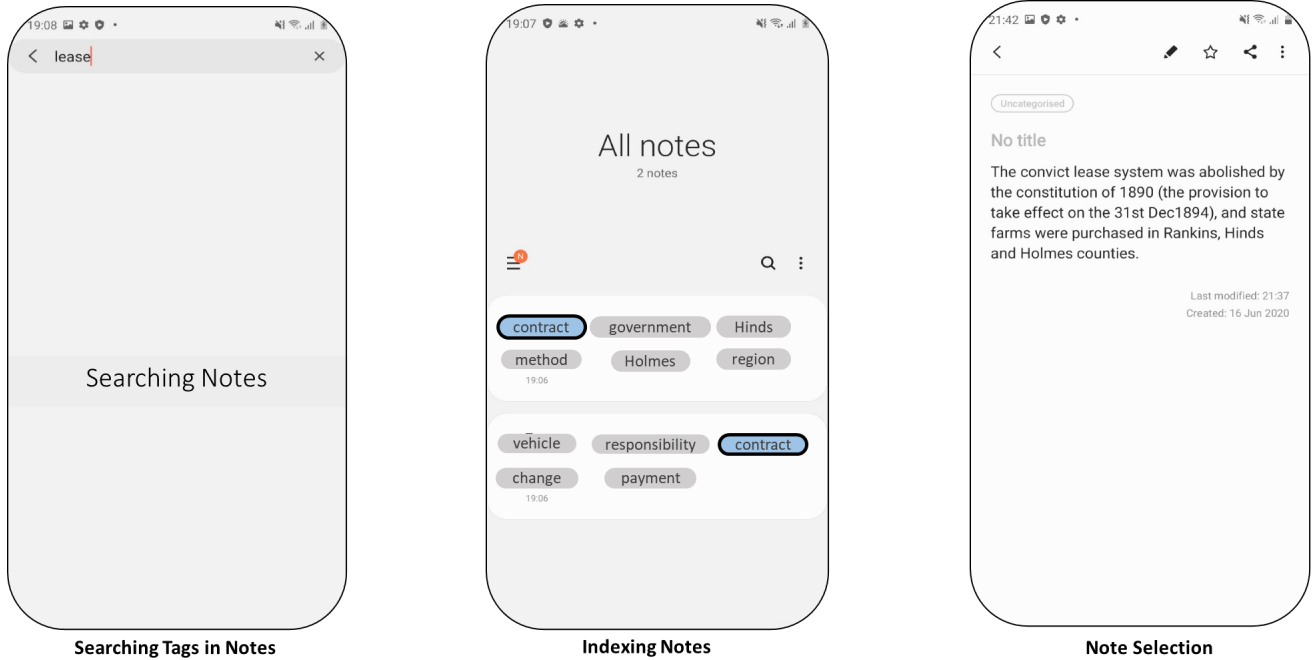 19:08
lease
Searching Notes
Searching Tags in Notes
19:07
All notes
2 notes
N
contract government Hinds
method Holmes region
19:06
vehicle responsibility contract
change payment
19:06
Indexing Notes
21:42
Uncategorised
No title
The convict lease system was abolished by
the constitution of 1890 (the provision to
take effect on the 31st Dec1894), and state
farms were purchased in Rankins, Hinds
and Holmes counties.
Last modified: 21:37
Created: 16 Jun 2020
Note Selection